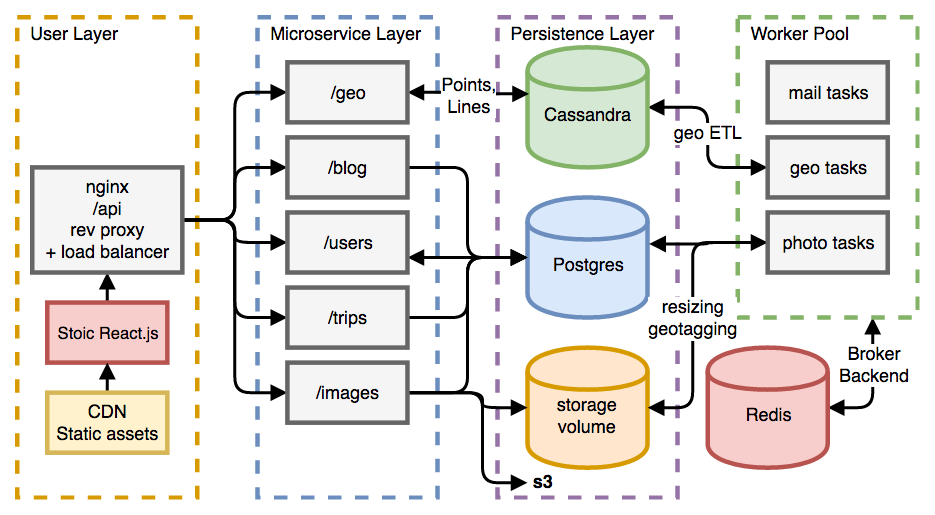 User Layer
Microservice Layer
Persistence Layer
Worker Pool
nginx
/api
rev proxy
+ load balancer
Stoic React.js
CDN
Static assets
/geo
/blog
/users
/trips
/images
Points,
Lines
Cassandra
Postgres
storage
volume
s3
geo ETL
resizing
geotagging
mail tasks
geo tasks
photo tasks
Broker
Backend
Redis